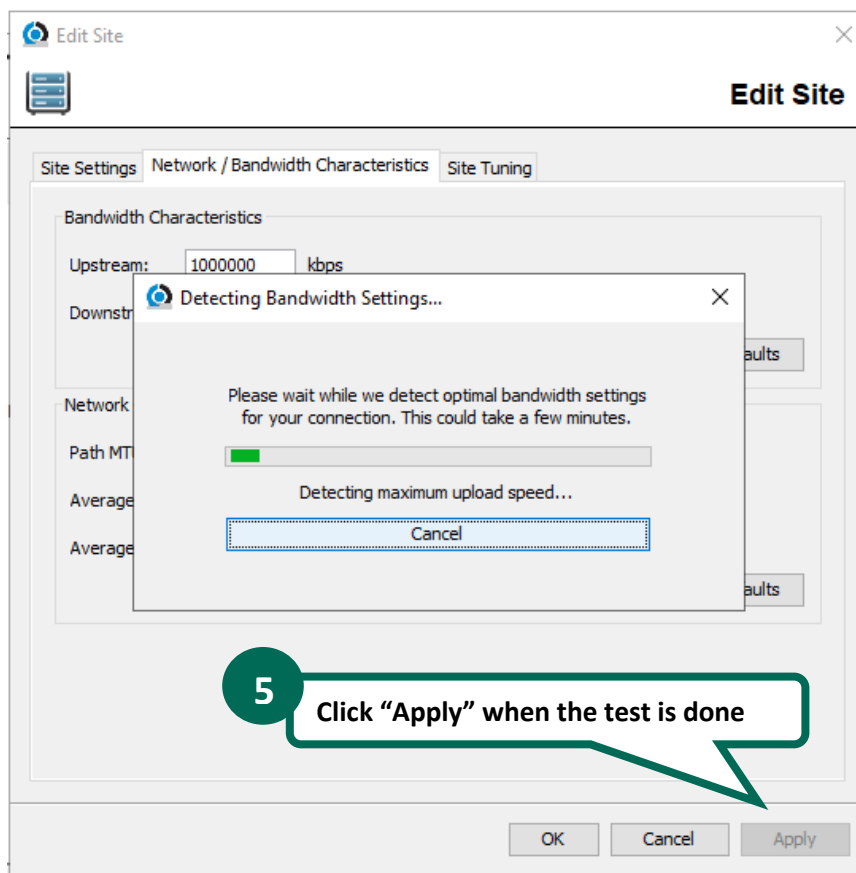 Edit Site
Edit Site
Site Settings Network / Bandwidth Characteristics Site Tuning
Bandwidth Characteristics
Upstream: 1000000 kbps
Detecting Bandwidth Settings...
Downstr
aults
Please wait while we detect optimal bandwidth settings
for your connection. This could take a few minutes.
Network
Path MT
Detecting maximum upload speed...
Average
Cancel
Average
aults
5
Click “Apply” when the test is done
OK Cancel Apply